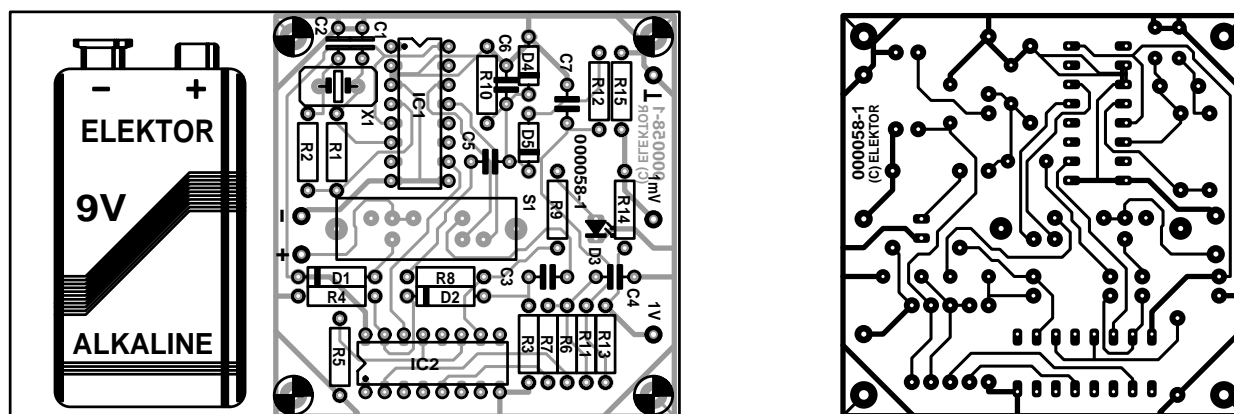 −
+
ELEKTOR
9V
ALKALINE
C2
C1
X1
R2
R1
IC1
R10
C6
D4
C7
R12
R15
T
C5
D5
000058-1
(C) ELEKTOR
000058-1
1mV
S1
R9
R14
D3
-
+
D1
R4
R8
D2
C3
C4
1V
R5
IC2
R3
R7
R6
R11
R13
000058-1
(C) ELEKTOR